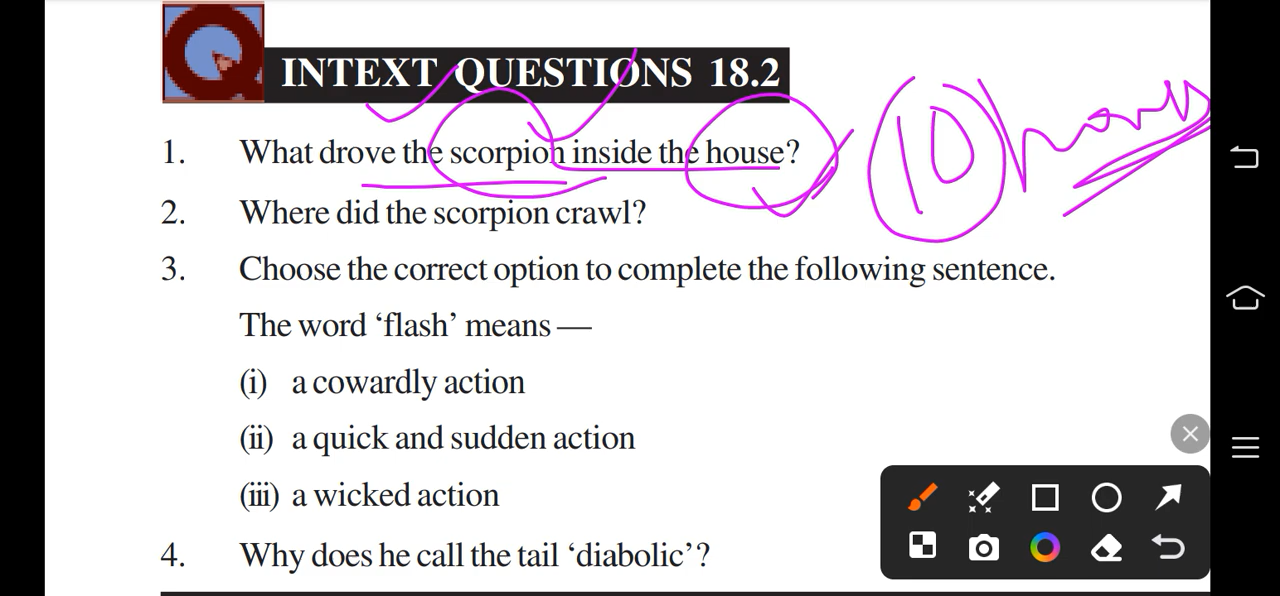 INTEXT QUESTIONS 18.2
1. What drove the scorpion inside the house?
10 hours
2. Where did the scorpion crawl?
3. Choose the correct option to complete the following sentence.
The word ‘flash’ means —
(i) a cowardly action
(ii) a quick and sudden action
(iii) a wicked action
4. Why does he call the tail ‘diabolic’?